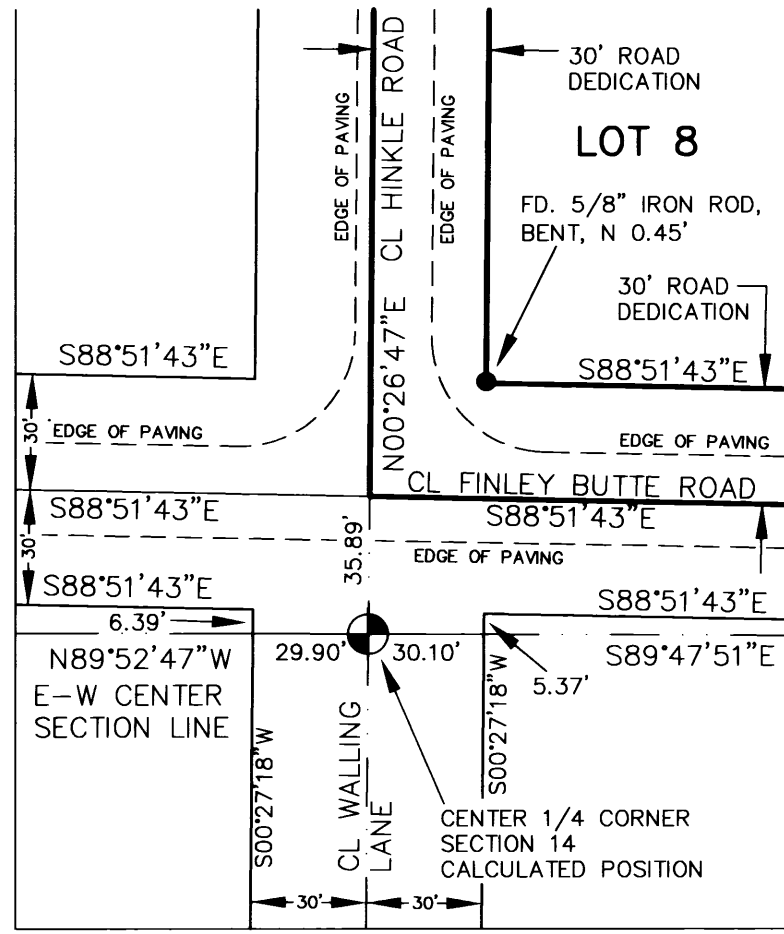 30' ROAD
DEDICATION
LOT 8
EDGE OF PAVING
CL HINKLE ROAD
EDGE OF PAVING
FD. 5/8" IRON ROD,
BENT, N 0.45'
30' ROAD
DEDICATION
S88°51'43"E
N00°26'47"E
S88°51'43"E
30'
EDGE OF PAVING
EDGE OF PAVING
CL FINLEY BUTTE ROAD
S88°51'43"E
S88°51'43"E
30'
35.89'
EDGE OF PAVING
S88°51'43"E
S88°51'43"E
6.39'
N89°52'47"W
29.90'
30.10'
S89°47'51"E
E-W CENTER
SECTION LINE
5.37'
S00°27'18"W
CL WALLING
LANE
S00°27'18"W
CENTER 1/4 CORNER
SECTION 14
CALCULATED POSITION
30'
30'